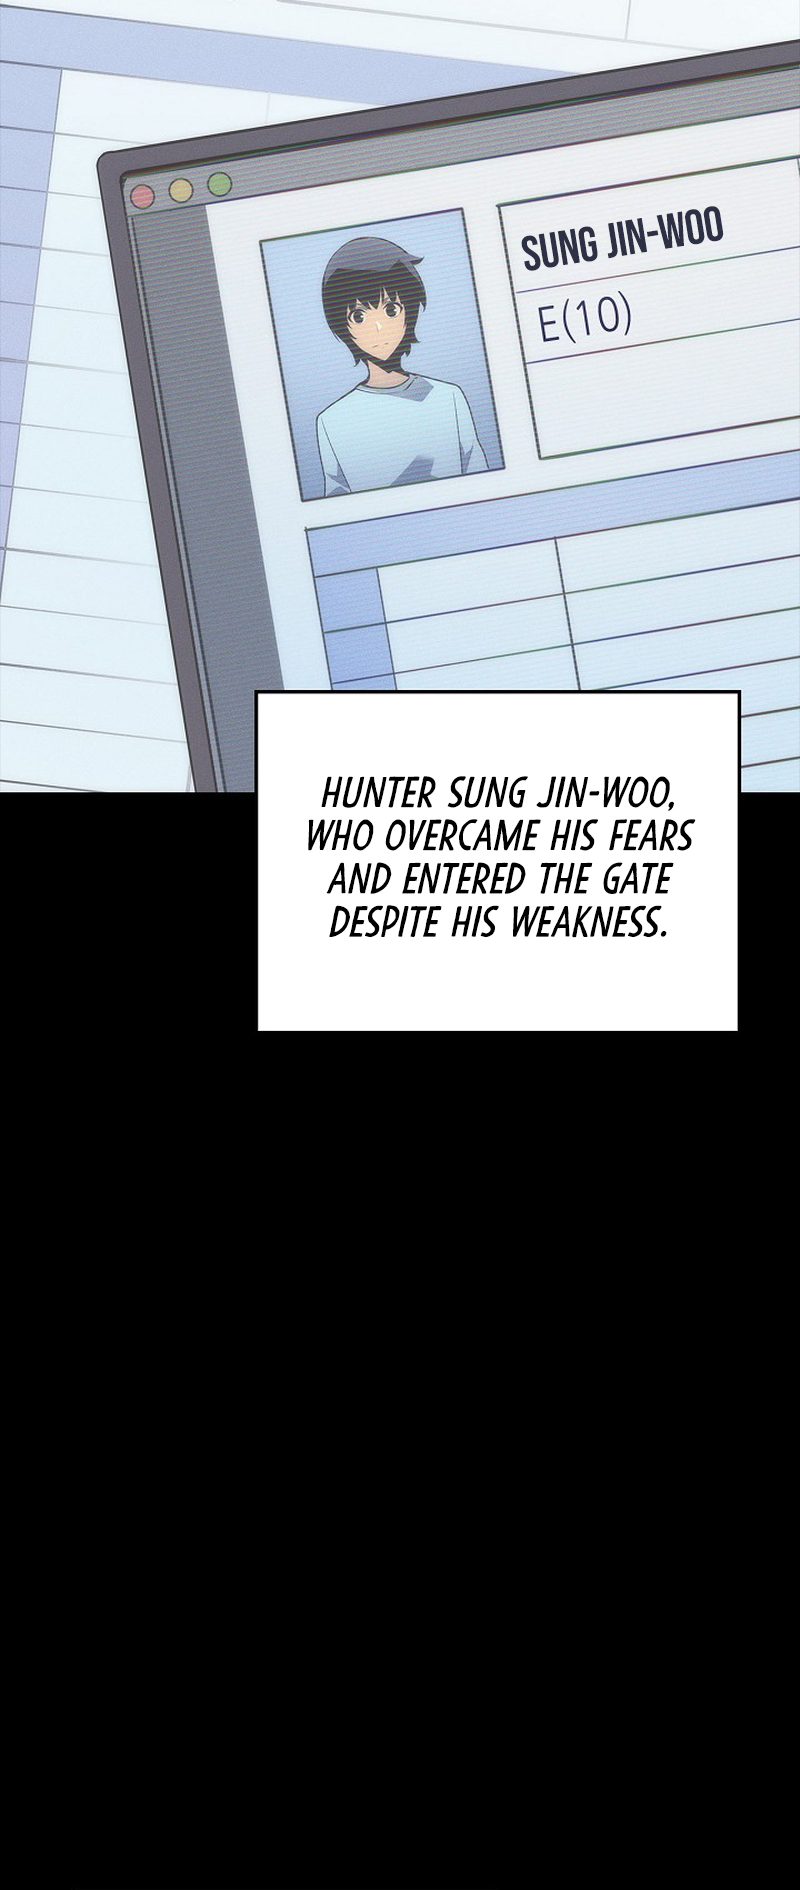 SUNG JIN-WOO
E(10)
HUNTER SUNG JIN-WOO,
WHO OVERCAME HIS FEARS
AND ENTERED THE GATE
DESPITE HIS WEAKNESS.